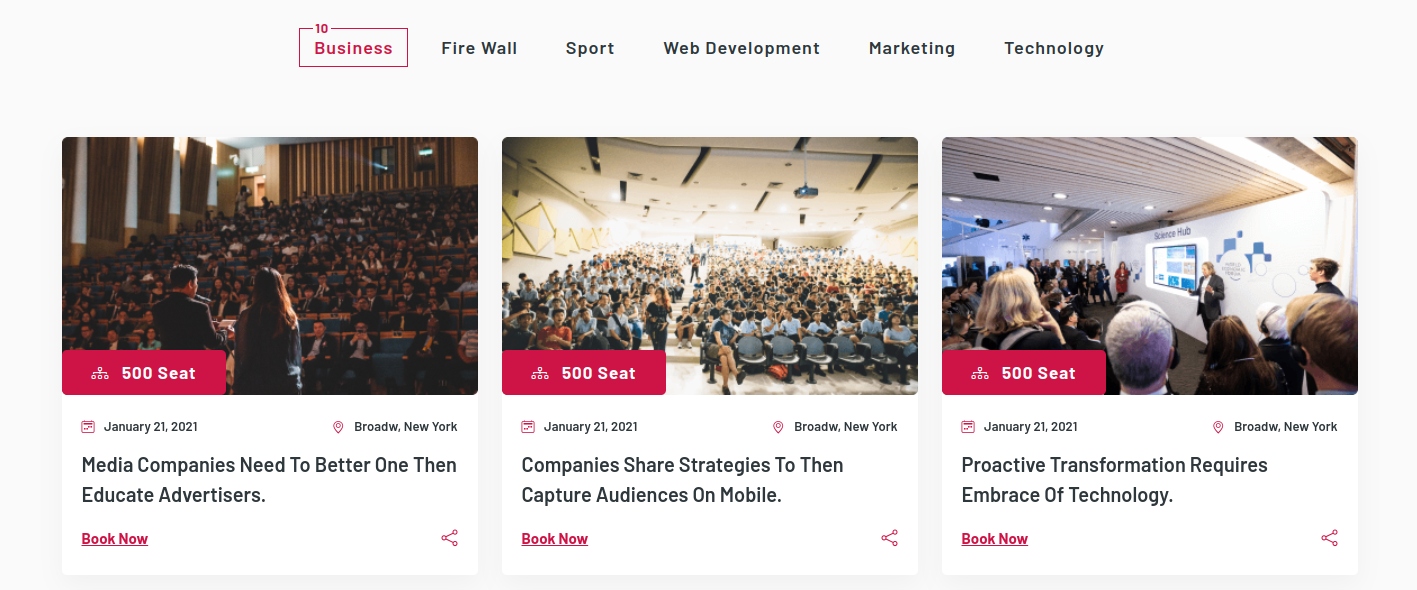 10
Business
Fire Wall
Sport
Web Development
Marketing
Technology
Science Hub
500 Seat
500 Seat
500 Seat
January 21, 2021
Broadw, New York
January 21, 2021
Broadw, New York
January 21, 2021
Broadw, New York
Media Companies Need To Better One Then
Educate Advertisers.
Companies Share Strategies To Then
Capture Audiences On Mobile.
Proactive Transformation Requires
Embrace Of Technology.
Book Now
Book Now
Book Now